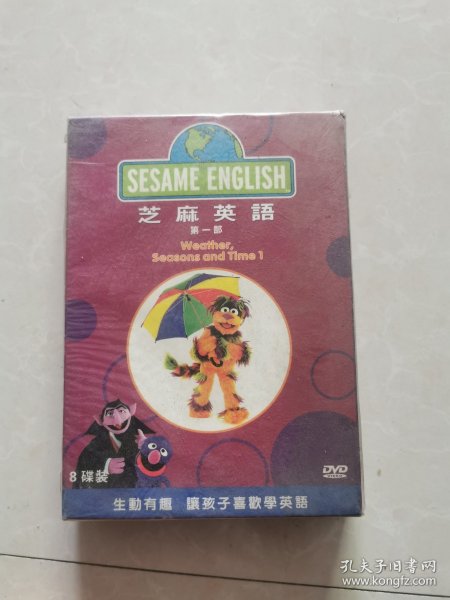 SESAME ENGLISH
芝麻英語
第一部
Weather,
Seasons and Time 1
8碟裝
DVD
VIDEO
生動有趣 讓孩子喜歡學英語
孔夫子旧书网
www.kongfz.com